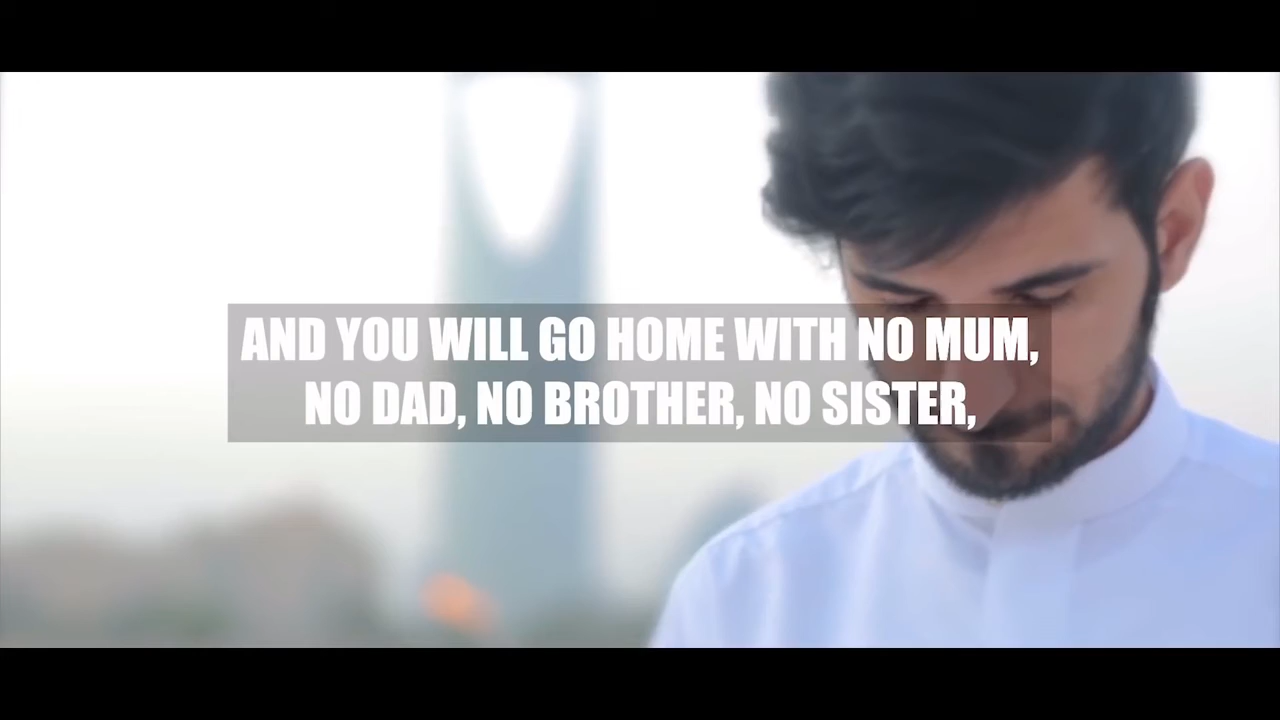 AND YOU WILL GO HOME WITH NO MUM,
NO DAD, NO BROTHER, NO SISTER,